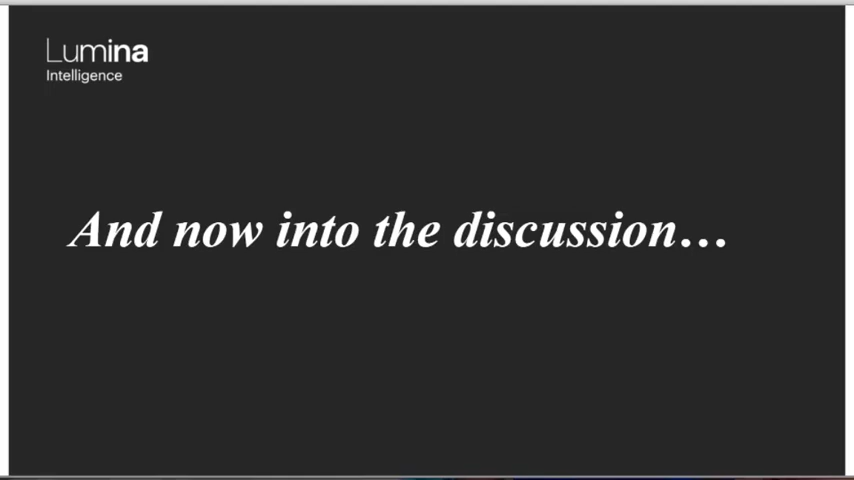 Lumina
Intelligence
And now into the discussion…